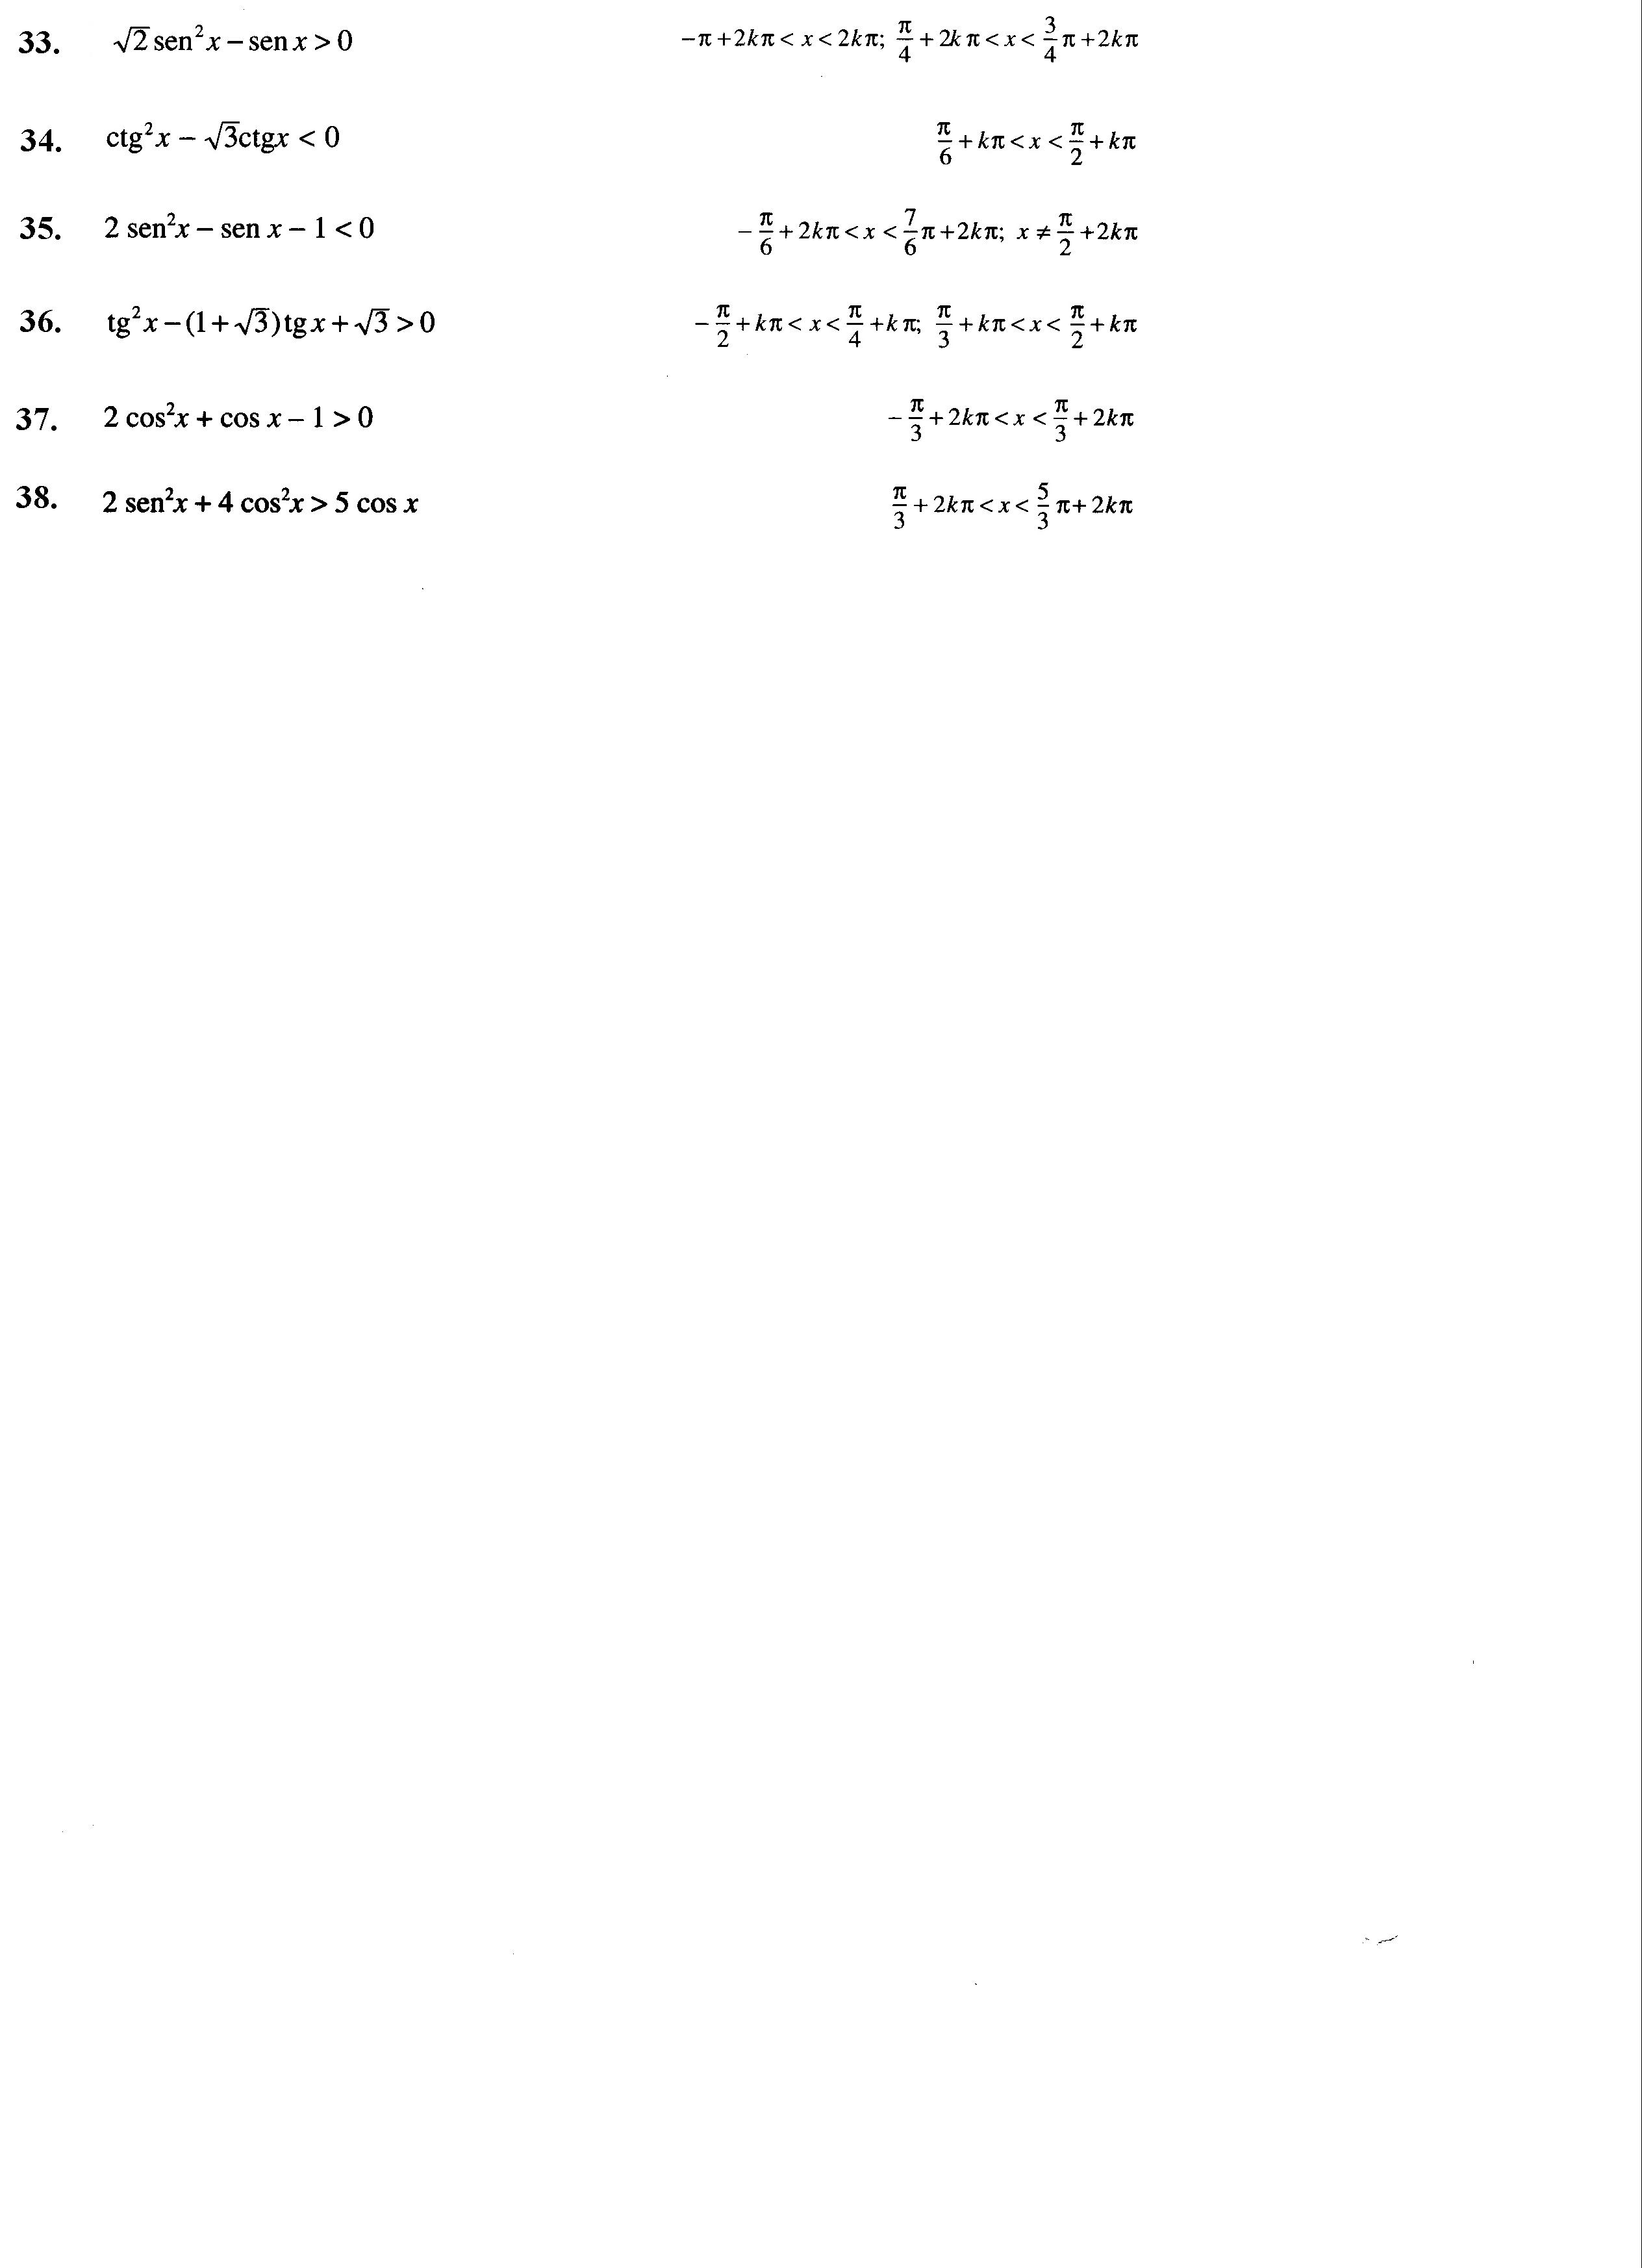 33. √2 sen²x – sen x > 0 –π + 2kπ < x < 2kπ; π/4 + 2kπ < x < 3/4 π + 2kπ
34. ctg²x – √3ctgx < 0 π/6 + kπ < x < π/2 + kπ
35. 2 sen²x – sen x – 1 < 0 –π/6 + 2kπ < x < 7/6 π + 2kπ; x ≠ π/2 + 2kπ
36. tg²x – (1 + √3) tg x + √3 > 0 –π/2 + kπ < x < π/4 + kπ; π/3 + kπ < x < π/2 + kπ
37. 2 cos²x + cos x – 1 > 0 –π/3 + 2kπ < x < π/3 + 2kπ
38. 2 sen²x + 4 cos²x > 5 cos x π/3 + 2kπ < x < 5/3 π + 2kπ